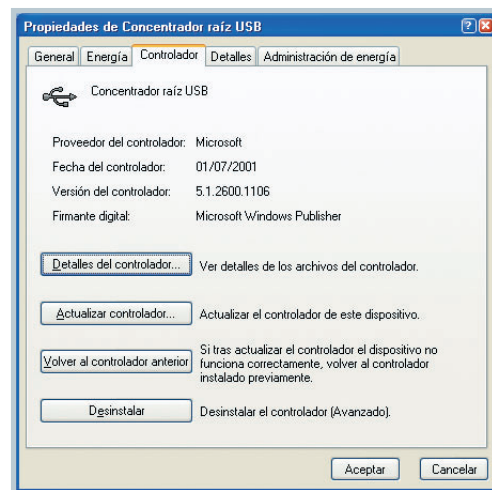 Propiedades de Concentrador raíz USB
General Energía Controlador Detalles Administración de energía
Concentrador raíz USB
Proveedor del controlador: Microsoft
Fecha del controlador: 01/07/2001
Versión del controlador: 5.1.2600.1106
Firmante digital: Microsoft Windows Publisher
Detalles del controlador... Ver detalles de los archivos del controlador.
Actualizar controlador... Actualizar el controlador de este dispositivo.
Volver al controlador anterior
Si tras actualizar el controlador el dispositivo no
funciona correctamente, volver al controlador
instalado previamente.
Desinstalar Desinstalar el controlador (Avanzado).
Aceptar Cancelar